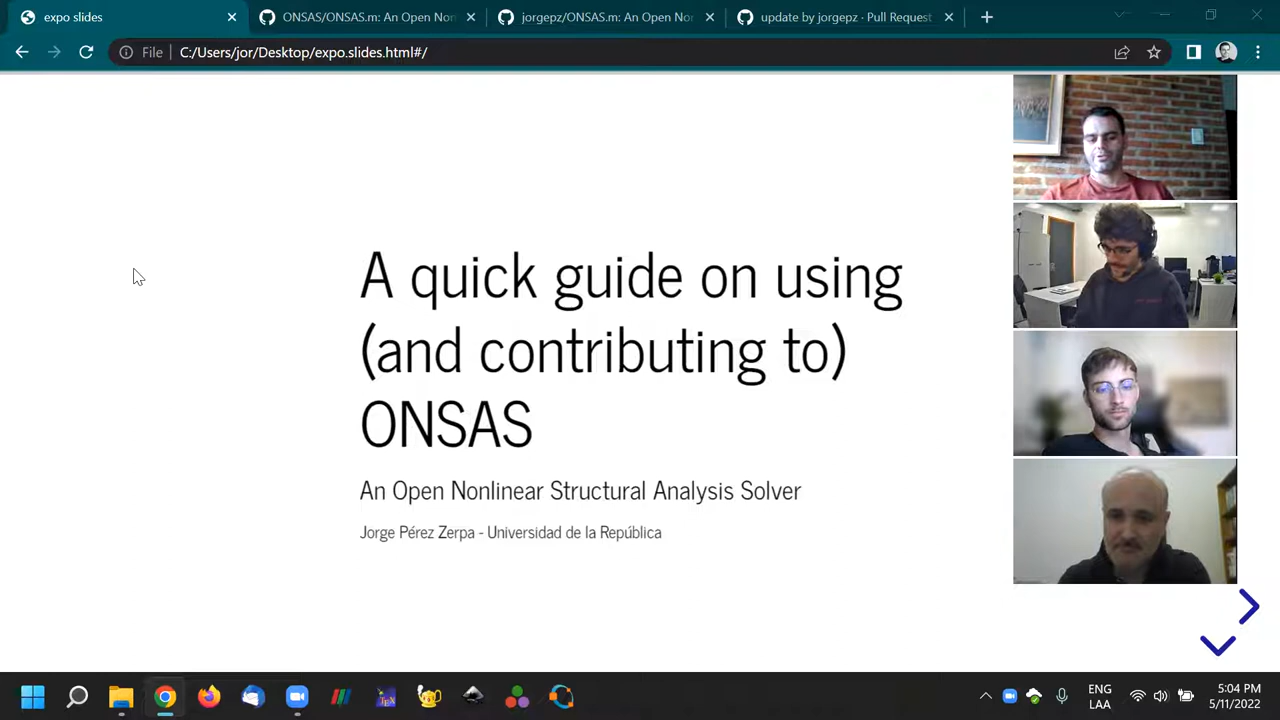 expo slides
ONSAS/ONSAS.m: An Open Non
jorgepz/ONSAS.m: An Open Non
update by jorgepz · Pull Request
File
C:/Users/jor/Desktop/expo.slides.html#/
A quick guide on using
(and contributing to)
ONSAS
An Open Nonlinear Structural Analysis Solver
Jorge Pérez Zerpa - Universidad de la República
ENG
LAA
5:04 PM
5/11/2022